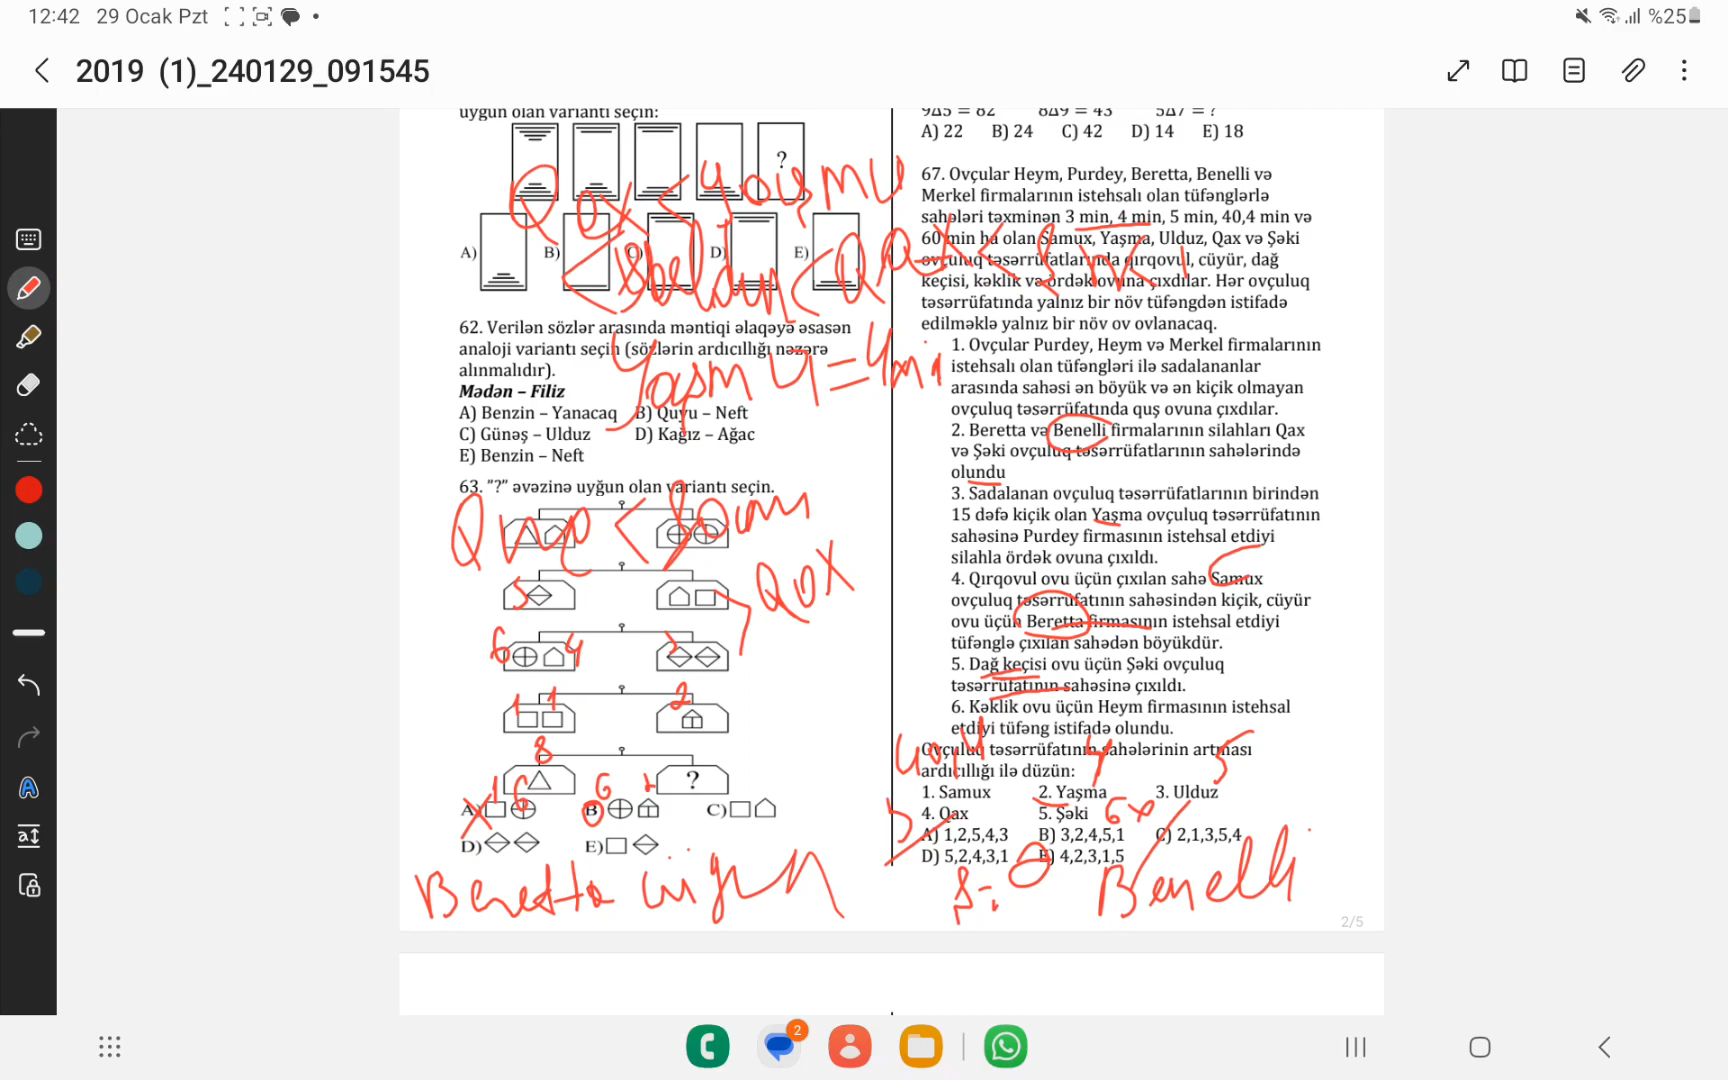 12:42 29 Ocak Pzt
%25
2019 (1)_240129_091545
uyğun olan variantı seçin:
?
A) B) C) D) E)
62. Verilən sözlər arasında məntiqi əlaqəyə əsasən
analoji variantı seçin (sözlərin ardıcıllığı nəzərə
alınmalıdır).
Mədən – Filiz
A) Benzin – Yanacaq B) Quyu – Neft
C) Günəş – Ulduz D) Kağız – Ağac
E) Benzin – Neft
63. ”?” əvəzinə uyğun olan variantı seçin.
5
6 4 3
1 1 2
8
?
A) B) C)
D) E)
9Δ5 = 82 8Δ9 = 43 5Δ7 = ?
A) 22 B) 24 C) 42 D) 14 E) 18
67. Ovçular Heym, Purdey, Beretta, Benelli və
Merkel firmalarının istehsalı olan tüfənglərlə
sahələri təxminən 3 min, 4 min, 5 min, 40,4 min və
60 min ha olan Samux, Yaşma, Ulduz, Qax və Şəki
ovçuluq təsərrüfatlarında qırqovul, cüyür, dağ
keçisi, kəklik və ördək ovuna çıxdılar. Hər ovçuluq
təsərrüfatında yalnız bir növ tüfəngdən istifadə
edilməklə yalnız bir növ ov ovlanacaq.
1. Ovçular Purdey, Heym və Merkel firmalarının
istehsalı olan tüfəngləri ilə sadalananlar
arasında sahəsi ən böyük və ən kiçik olmayan
ovçuluq təsərrüfatında quş ovuna çıxdılar.
2. Beretta və Benelli firmalarının silahları Qax
və Şəki ovçuluq təsərrüfatlarının sahələrində
olundu
3. Sadalanan ovçuluq təsərrüfatlarının birindən
15 dəfə kiçik olan Yaşma ovçuluq təsərrüfatının
sahəsinə Purdey firmasının istehsal etdiyi
silahla ördək ovuna çıxıldı.
4. Qırqovul ovu üçün çıxılan sahə Samux
ovçuluq təsərrüfatının sahəsindən kiçik, cüyür
ovu üçün Beretta firmasının istehsal etdiyi
tüfənglə çıxılan sahədən böyükdür.
5. Dağ keçisi ovu üçün Şəki ovçuluq
təsərrüfatının sahəsinə çıxıldı.
6. Kəklik ovu üçün Heym firmasının istehsal
etdiyi tüfəng istifadə olundu.
Ovçuluq təsərrüfatının sahələrinin artması
ardıcıllığı ilə düzün:
1. Samux 2. Yaşma 3. Ulduz
4. Qax 5. Şəki
A) 1,2,5,4,3 B) 3,2,4,5,1 C) 2,1,3,5,4
D) 5,2,4,3,1 E) 4,2,3,1,5
Beretta
Benelli
2/5
2